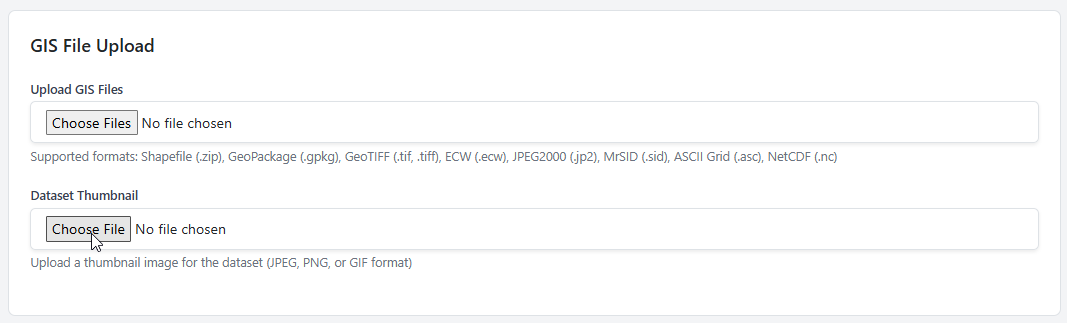 GIS File Upload
Upload GIS Files
Choose Files No file chosen
Supported formats: Shapefile (.zip), GeoPackage (.gpkg), GeoTIFF (.tif, .tiff), ECW (.ecw), JPEG2000 (.jp2), MrSID (.sid), ASCII Grid (.asc), NetCDF (.nc)
Dataset Thumbnail
Choose File No file chosen
Upload a thumbnail image for the dataset (JPEG, PNG, or GIF format)